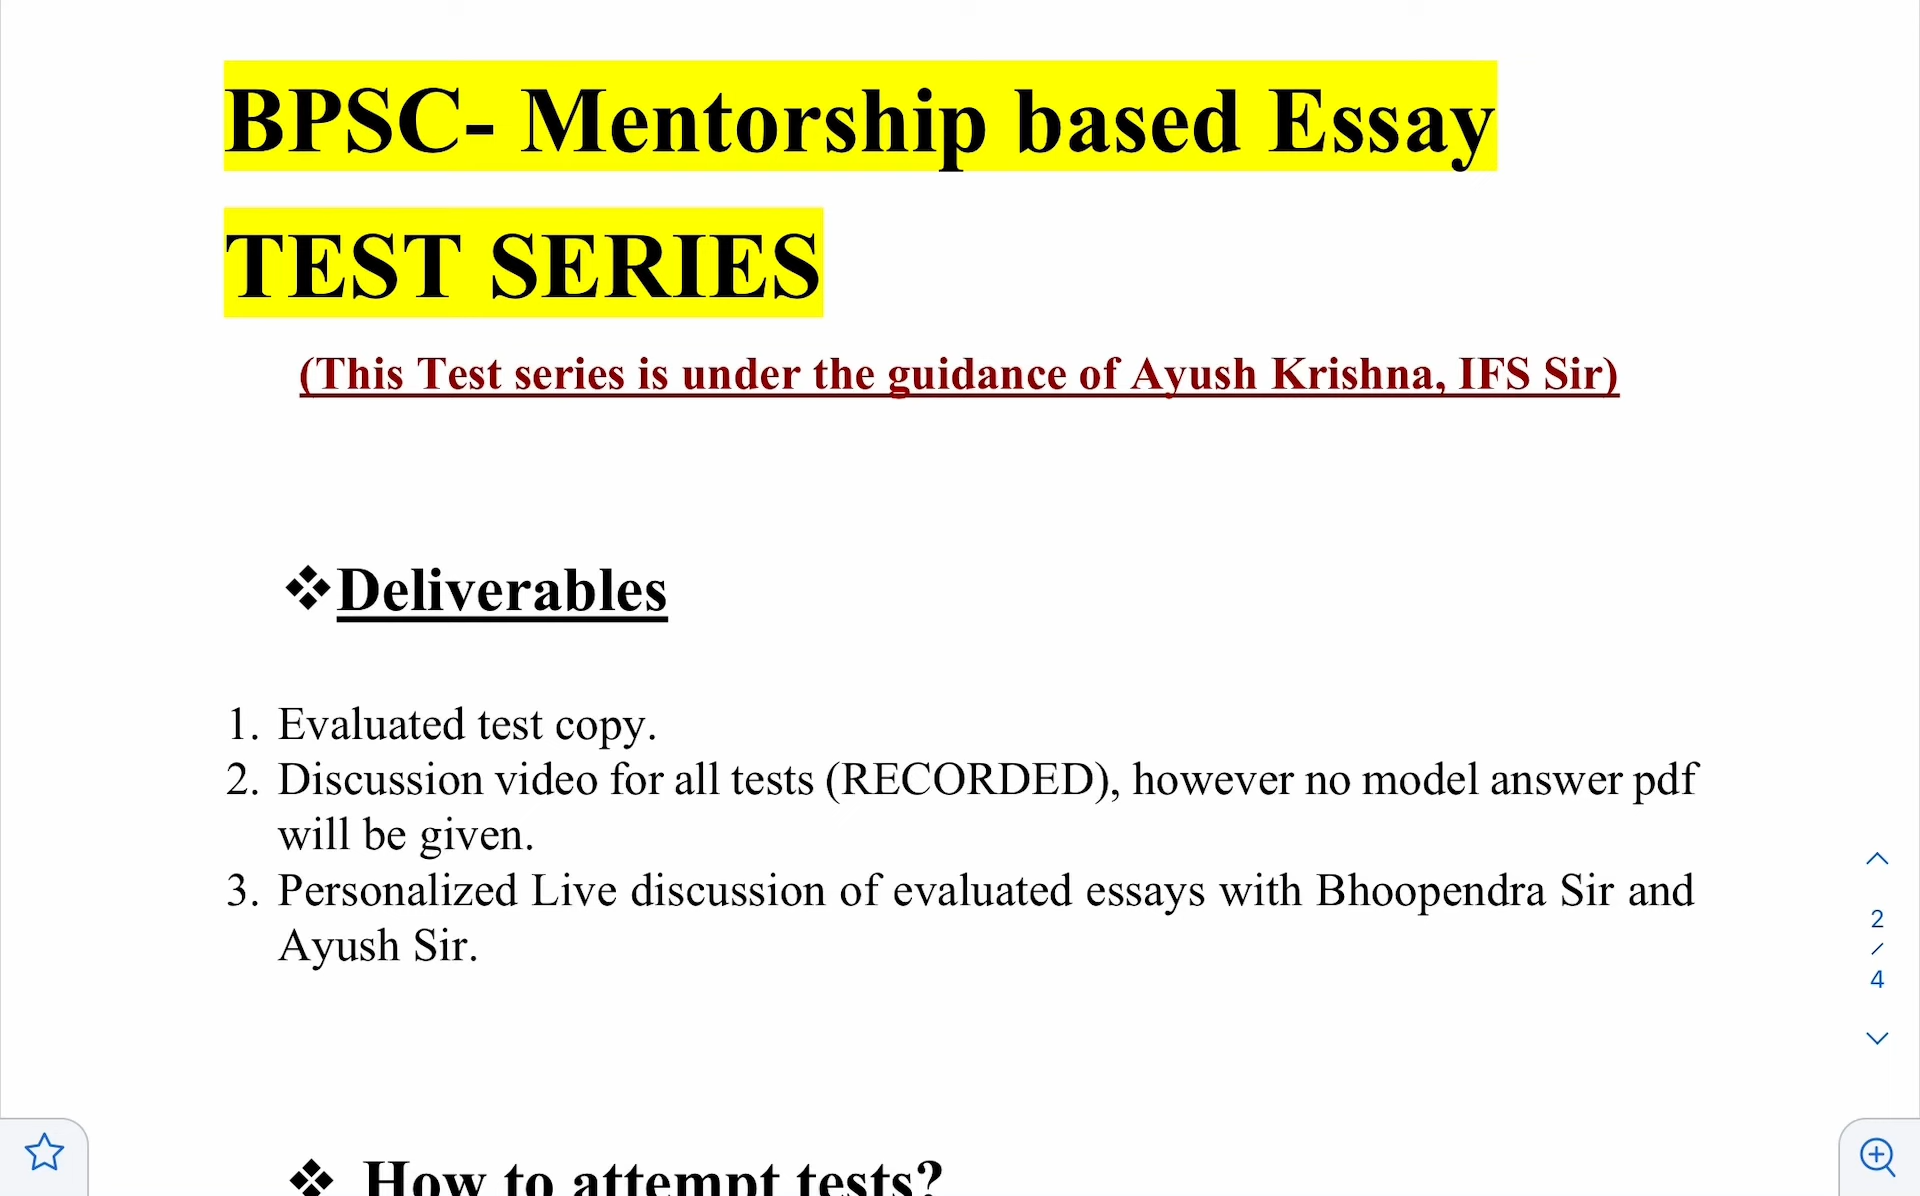 BPSC- Mentorship based Essay
TEST SERIES
(This Test series is under the guidance of Ayush Krishna, IFS Sir)
❖Deliverables
1. Evaluated test copy.
2. Discussion video for all tests (RECORDED), however no model answer pdf
will be given.
3. Personalized Live discussion of evaluated essays with Bhoopendra Sir and
Ayush Sir.
2
/
4
❖ How to attempt tests?